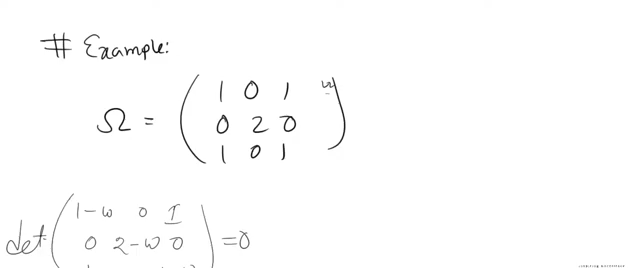 # Example:
Ω = ( 1 0 1
0 2 0
1 0 1 )
det ( 1-ω 0 1
0 2-ω 0 ) = 0